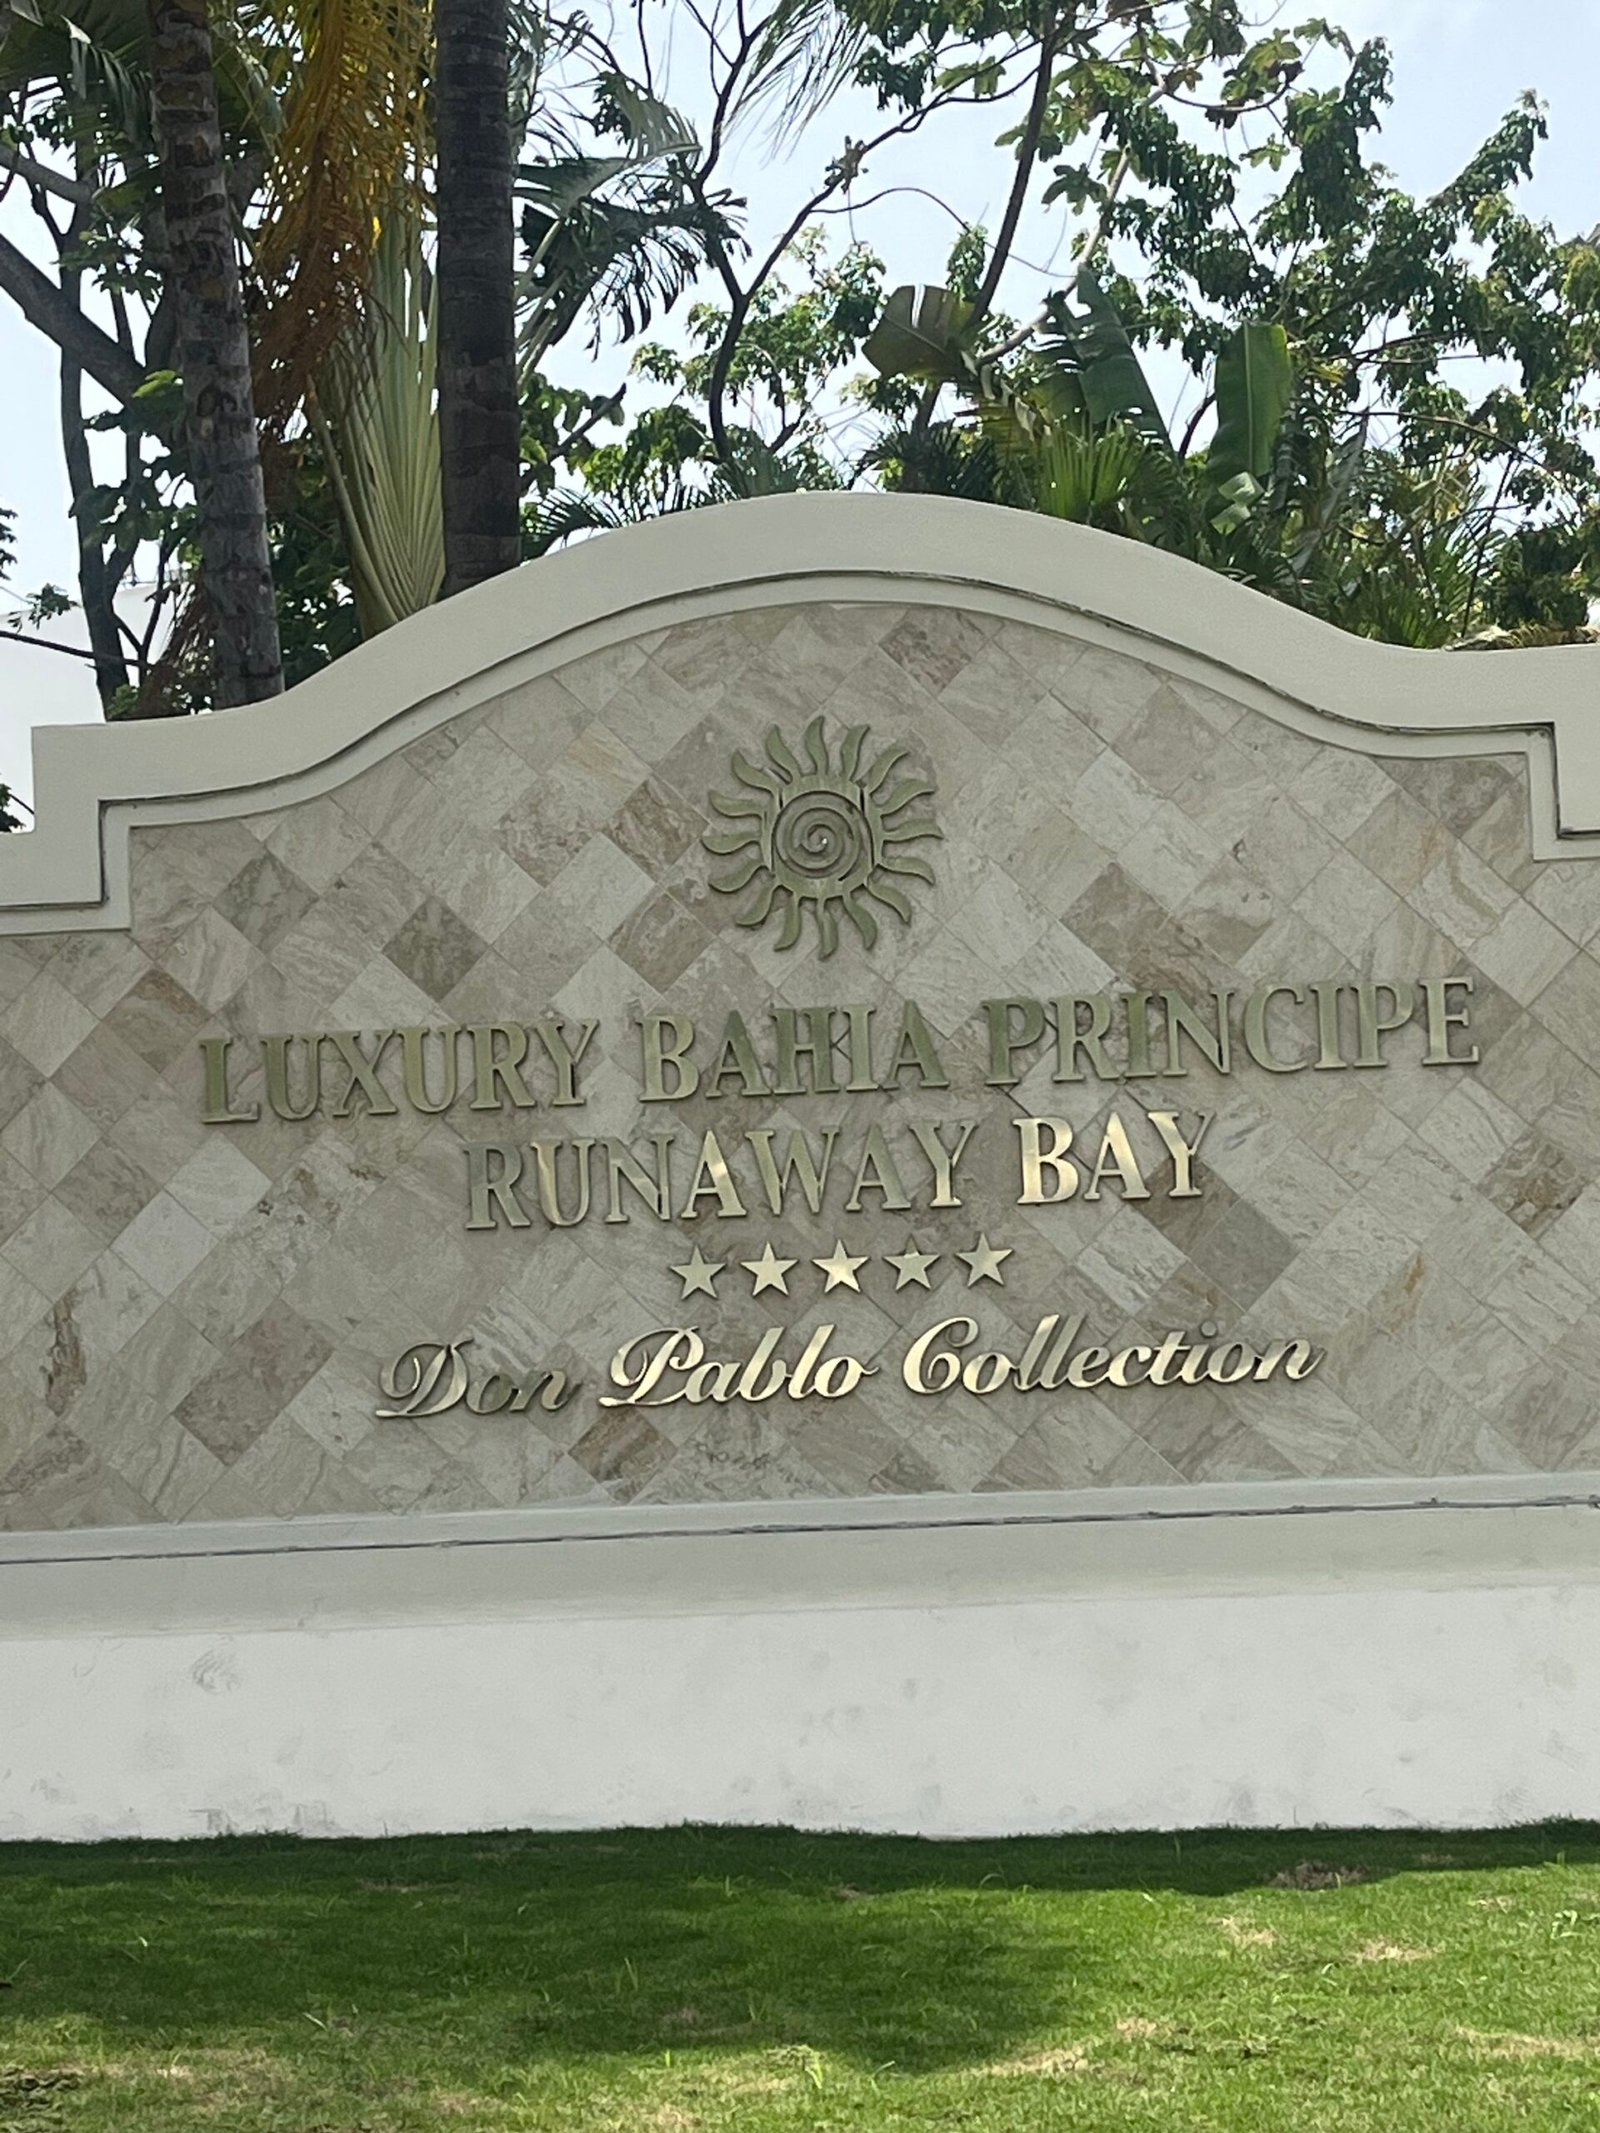 LUXURY BAHIA PRINCIPE
RUNAWAY BAY
Don Pablo Collection